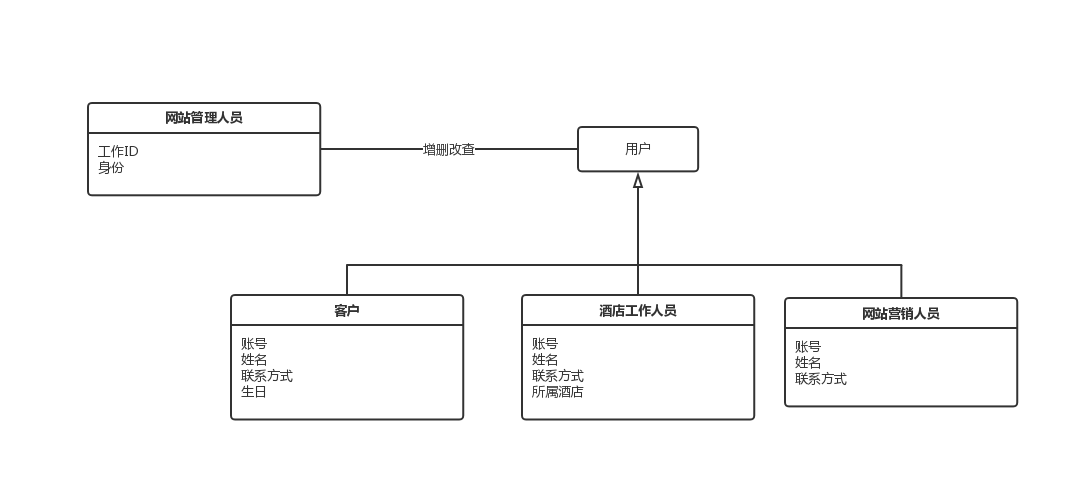 网站管理人员
工作ID
身份
增删改查
用户
客户
账号
姓名
联系方式
生日
酒店工作人员
账号
姓名
联系方式
所属酒店
网站营销人员
账号
姓名
联系方式